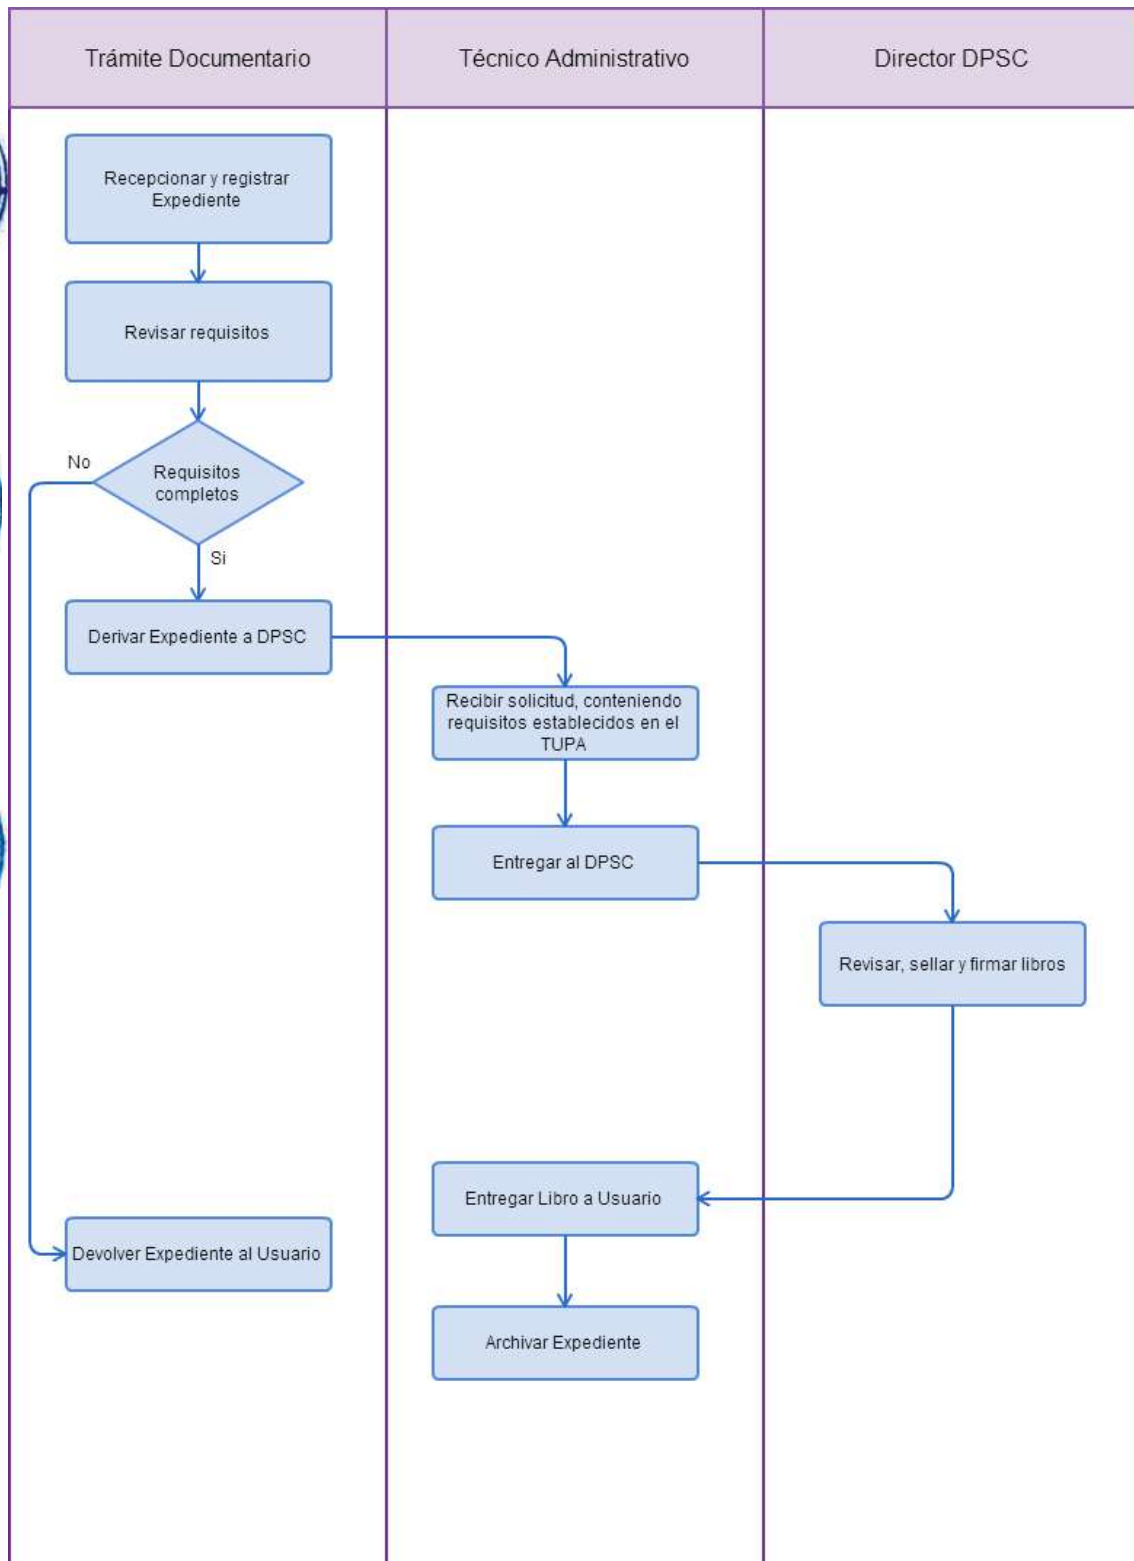 Trámite Documentario
Técnico Administrativo
Director DPSC
Recepcionar y registrar
Expediente
Revisar requisitos
No
Requisitos
completos
Si
Derivar Expediente a DPSC
Recibir solicitud, conteniendo
requisitos establecidos en el
TUPA
Entregar al DPSC
Revisar, sellar y firmar libros
Entregar Libro a Usuario
Devolver Expediente al Usuario
Archivar Expediente